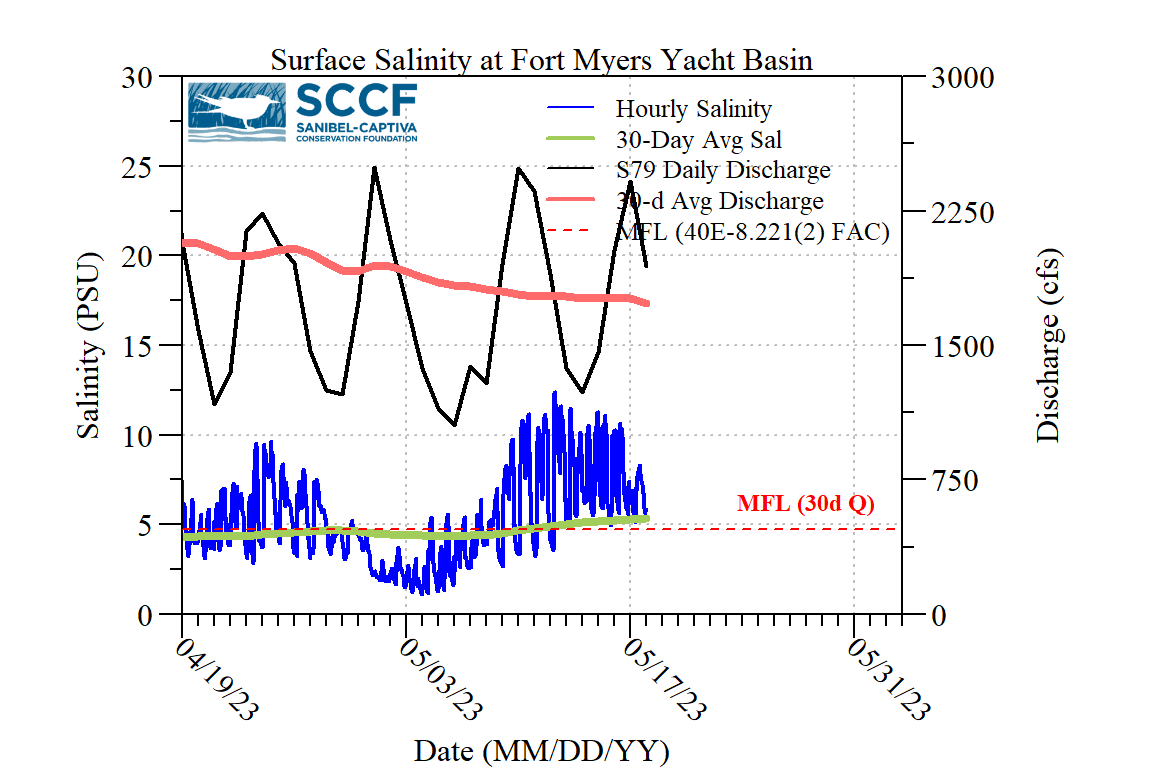 Surface Salinity at Fort Myers Yacht Basin
SCCF
SANIBEL-CAPTIVA
CONSERVATION FOUNDATION
Hourly Salinity
30-Day Avg Sal
S79 Daily Discharge
30-d Avg Discharge
MFL (40E-8.221(2) FAC)
MFL (30d Q)
Salinity (PSU)
30
25
20
15
10
5
0
Discharge (cfs)
3000
2250
1500
750
0
04/19/23
05/03/23
05/17/23
05/31/23
Date (MM/DD/YY)